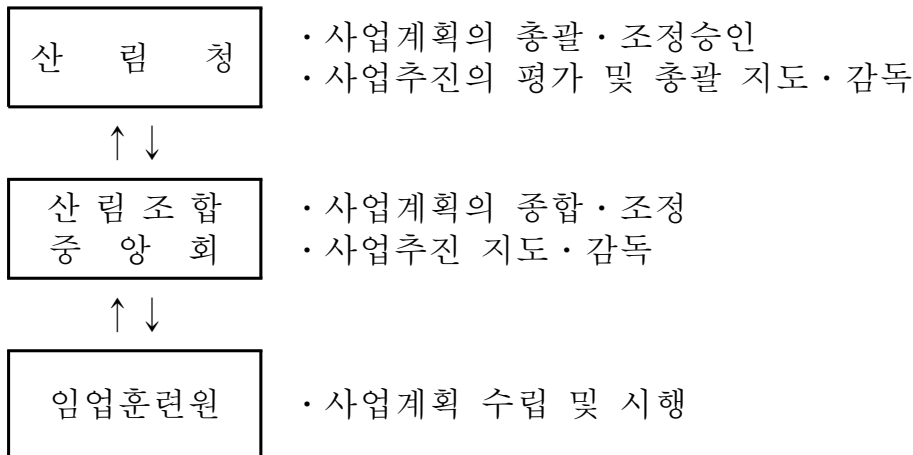 산 림 청
·사업계획의 총괄·조정승인
·사업추진의 평가 및 총괄 지도·감독
↑↓
산림조합
중 앙 회
·사업계획의 종합·조정
·사업추진 지도·감독
↑↓
임업훈련원
·사업계획 수립 및 시행